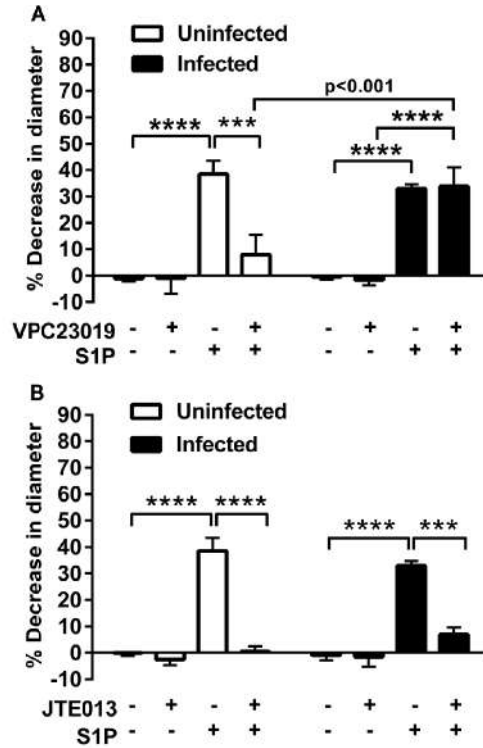 A
Uninfected
Infected
p<0.001
**** *** **** ****
% Decrease in diameter
90
80
70
60
50
40
30
20
10
0
-10
VPC23019 - + - + - + - +
S1P - - + + - - + +
B
Uninfected
Infected
**** **** **** ***
% Decrease in diameter
90
80
70
60
50
40
30
20
10
0
-10
JTE013 - + - + - + - +
S1P - - + + - - + +